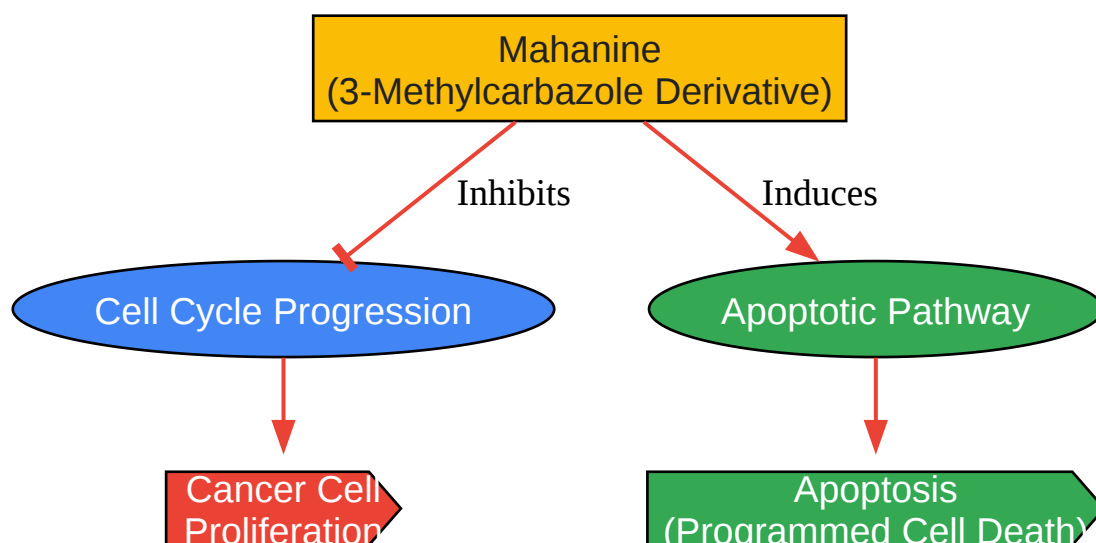 Mahanine
(3-Methylcarbazole Derivative)
Inhibits
Induces
Cell Cycle Progression
Apoptotic Pathway
Cancer Cell
Proliferation
Apoptosis
(Programmed Cell Death)